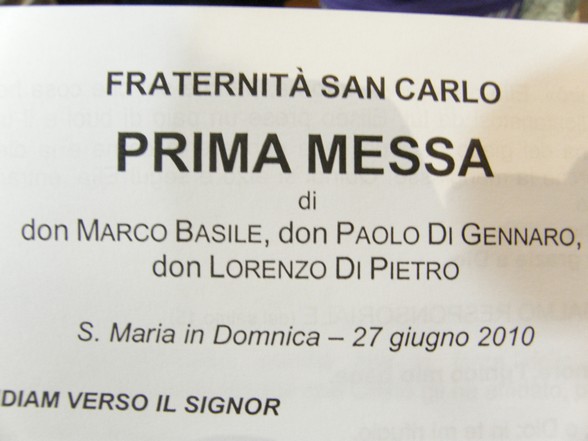 FRATERNITÀ SAN CARLO
PRIMA MESSA
di
don MARCO BASILE, don PAOLO DI GENNARO,
don LORENZO DI PIETRO
S. Maria in Domnica – 27 giugno 2010
DIAM VERSO IL SIGNOR